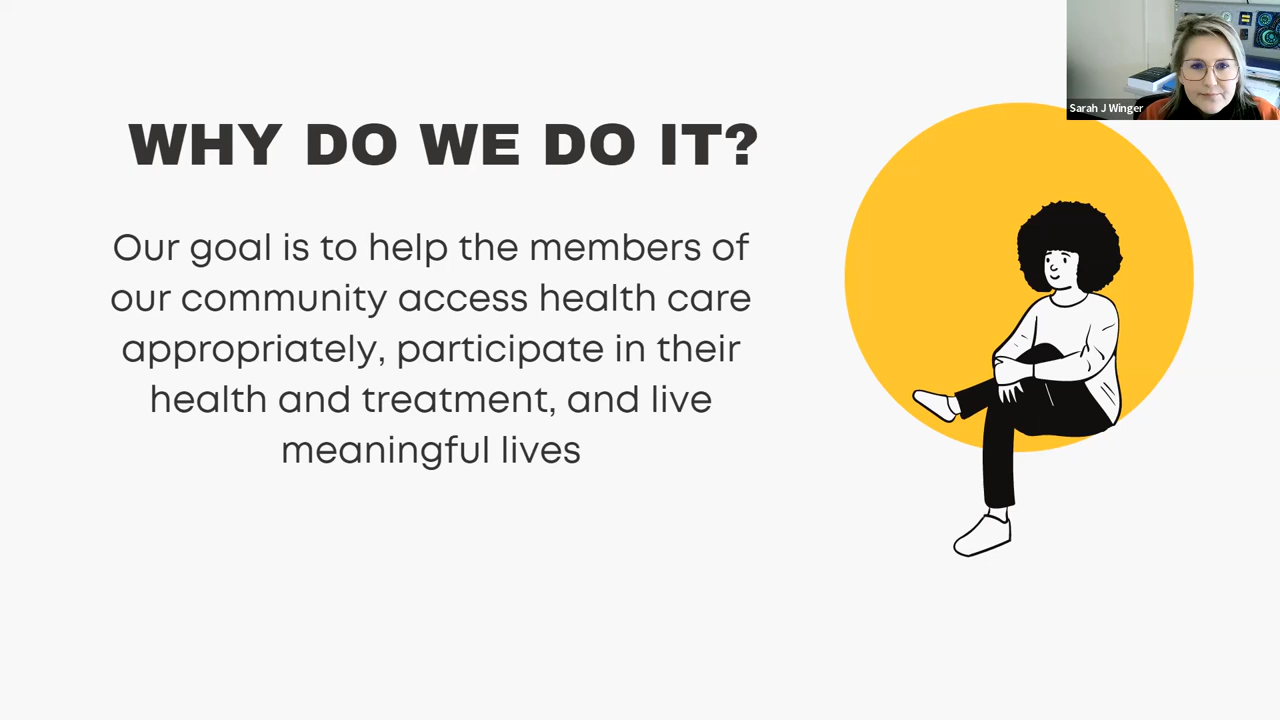 Sarah J Winger
WHY DO WE DO IT?
Our goal is to help the members of
our community access health care
appropriately, participate in their
health and treatment, and live
meaningful lives